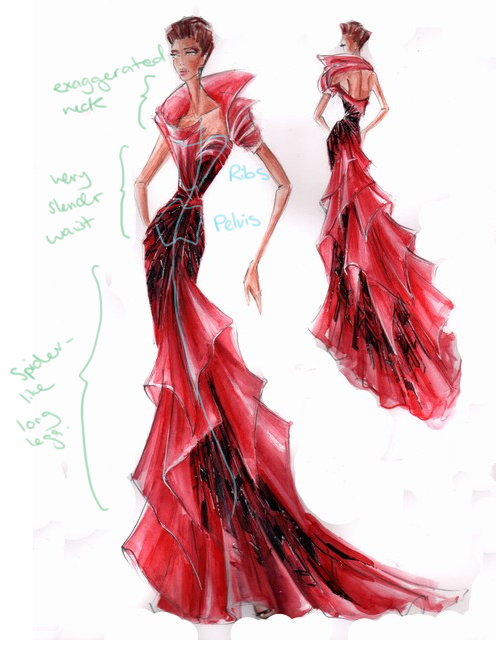 exaggerated
neck
very
slender
waist
Ribs
Pelvis
Spider-
like
long
legs.